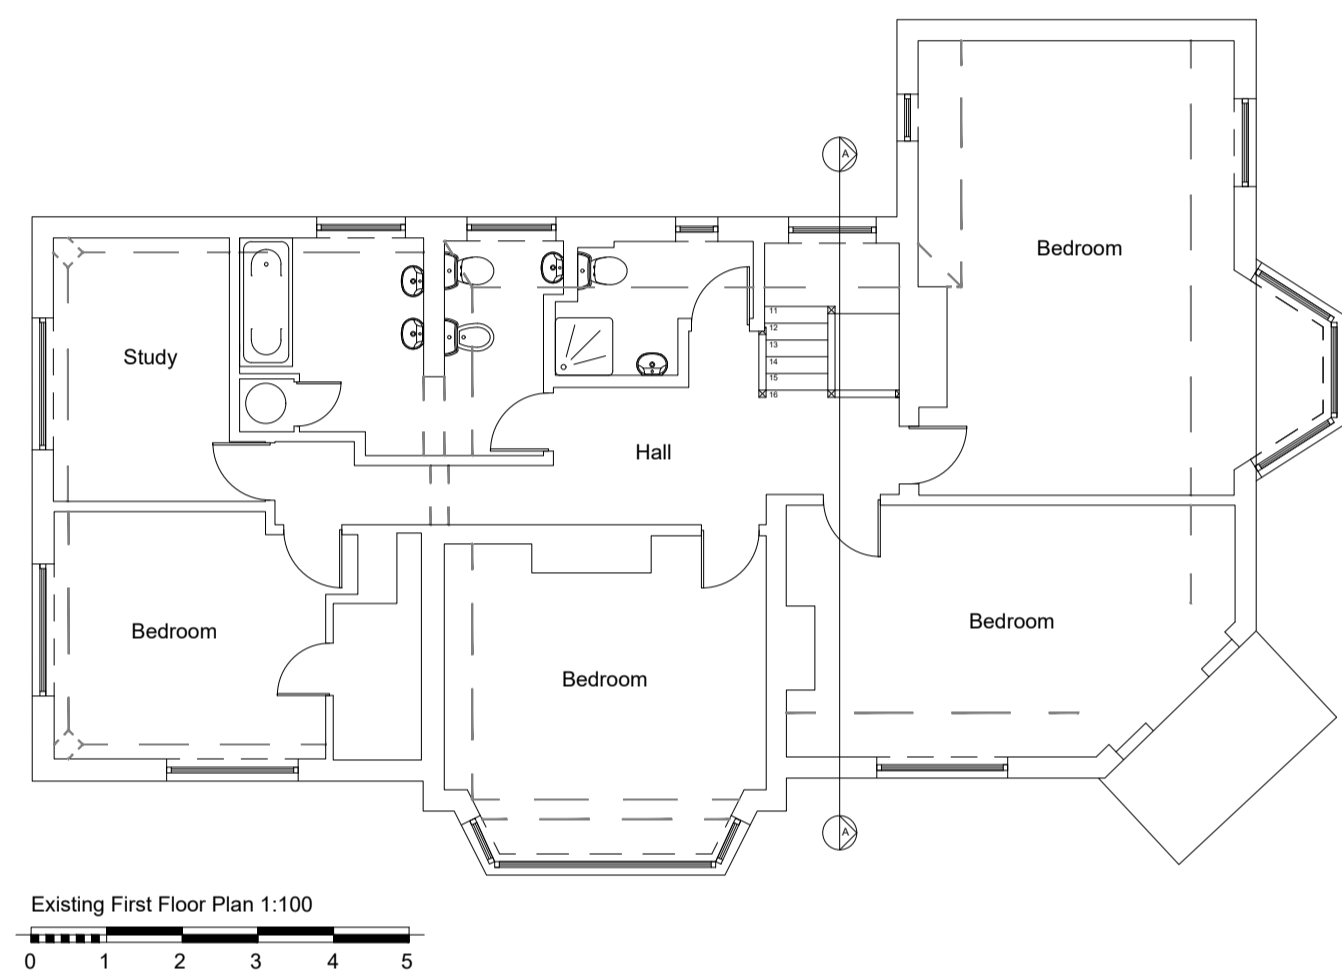 A
Bedroom
11
12
13
14
15
16
Study
Hall
Bedroom
Bedroom
Bedroom
A
Existing First Floor Plan 1:100
0 1 2 3 4 5